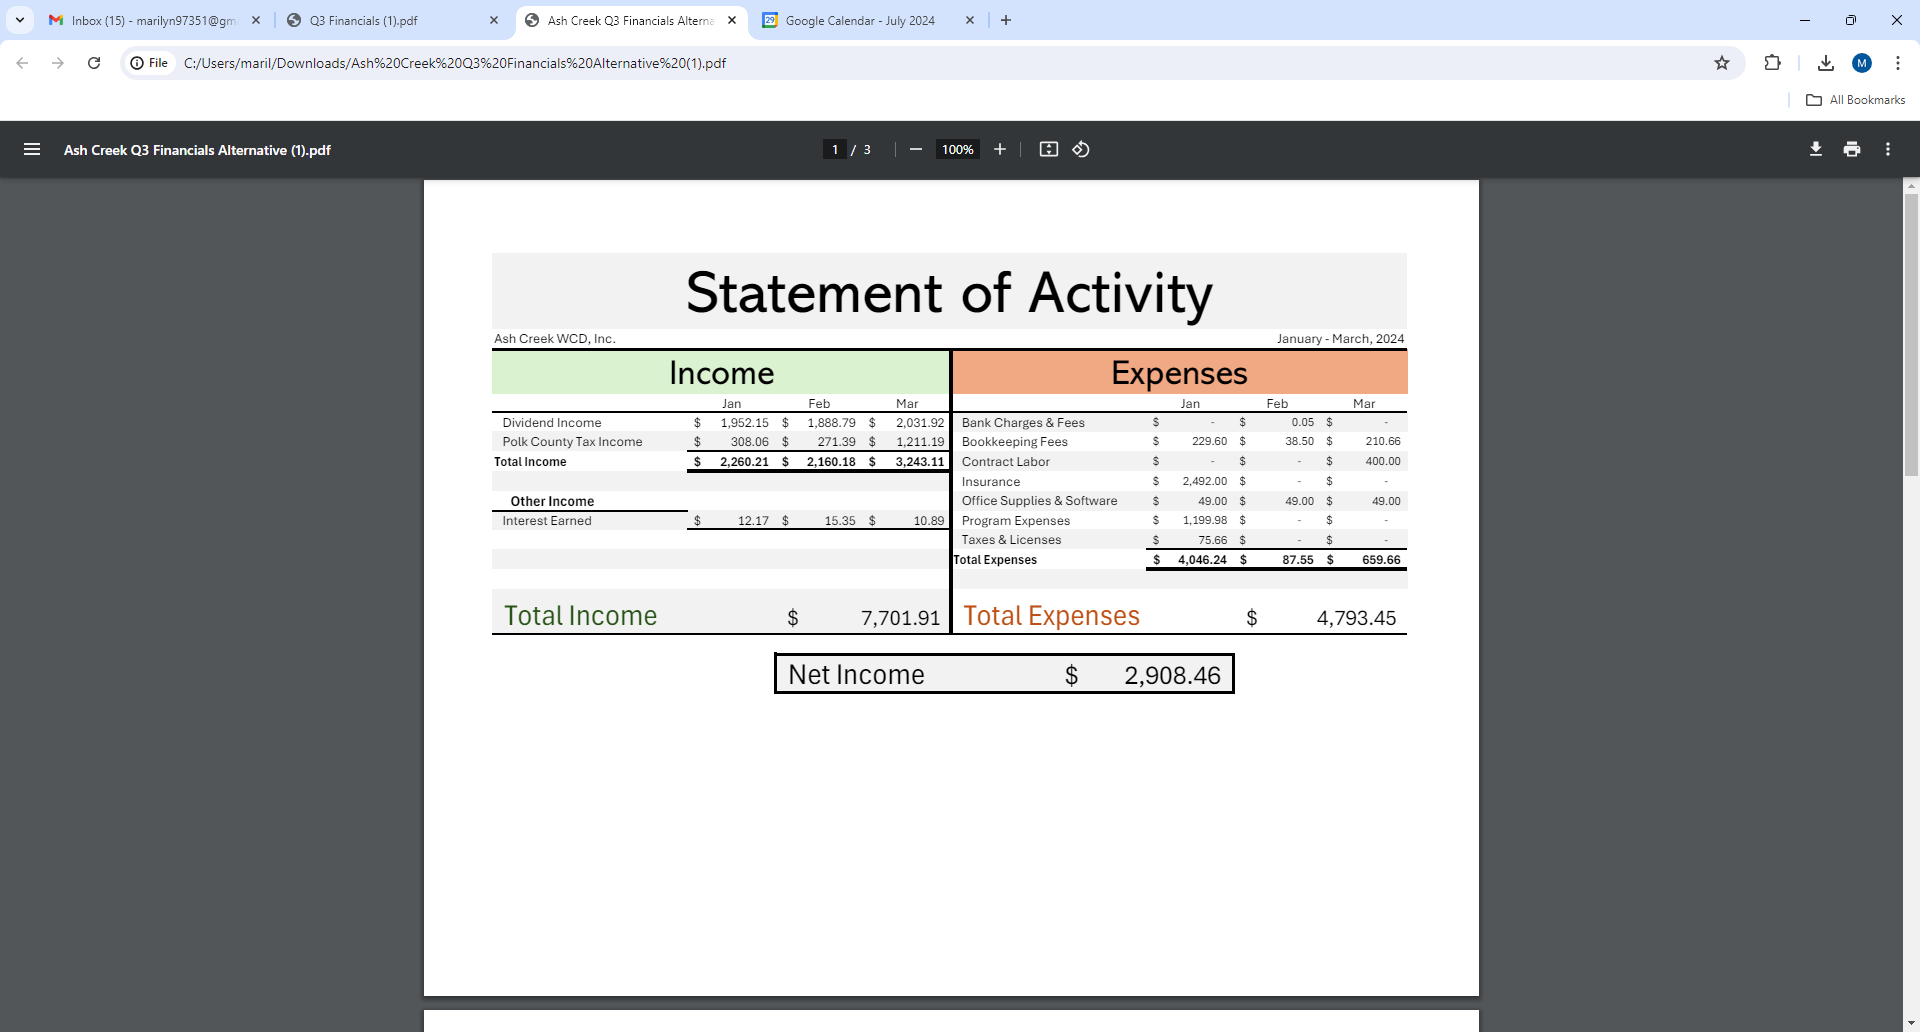 Inbox (15) - marilyn97351@gm
Q3 Financials (1).pdf
Ash Creek Q3 Financials Alterna
29
Google Calendar - July 2024
File
C:/Users/maril/Downloads/Ash%20Creek%20Q3%20Financials%20Alternative%20(1).pdf
M
All Bookmarks
Ash Creek Q3 Financials Alternative (1).pdf
1 / 3
100%
Statement of Activity
Ash Creek WCD, Inc. January - March, 2024
Income
Jan Feb Mar
Dividend Income $ 1,952.15 $ 1,888.79 $ 2,031.92
Polk County Tax Income $ 308.06 $ 271.39 $ 1,211.19
Total Income $ 2,260.21 $ 2,160.18 $ 3,243.11
Other Income
Interest Earned $ 12.17 $ 15.35 $ 10.89
Total Income $ 7,701.91
Expenses
Jan Feb Mar
Bank Charges & Fees $ - $ 0.05 $ -
Bookkeeping Fees $ 229.60 $ 38.50 $ 210.66
Contract Labor $ - $ - $ 400.00
Insurance $ 2,492.00 $ - $ -
Office Supplies & Software $ 49.00 $ 49.00 $ 49.00
Program Expenses $ 1,199.98 $ - $ -
Taxes & Licenses $ 75.66 $ - $ -
Total Expenses $ 4,046.24 $ 87.55 $ 659.66
Total Expenses $ 4,793.45
Net Income $ 2,908.46